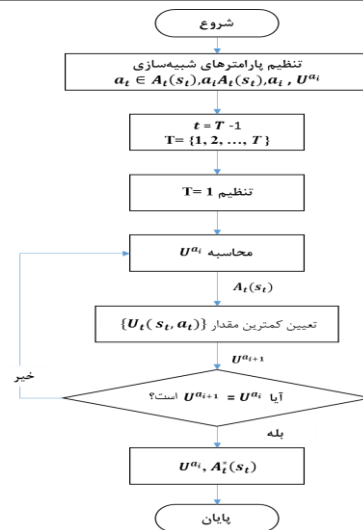 شروع
تنظیم پارامترهای شبیه‌سازی
a_t ∈ A_t(s_t),a_iA_t(s_t),a_i , U^{a_i}
t = T -1
T= {1, 2, …, T }
تنظیم T= 1
محاسبه U^{a_i}
A_t(s_t)
تعیین کمترین مقدار {U_t( s_t, a_t)}
U^{a_{i+1}}
خیر
آیا U^{a_{i+1}} = U^{a_i} است؟
بله
U^{a_i}, A_t^*(s_t)
پایان